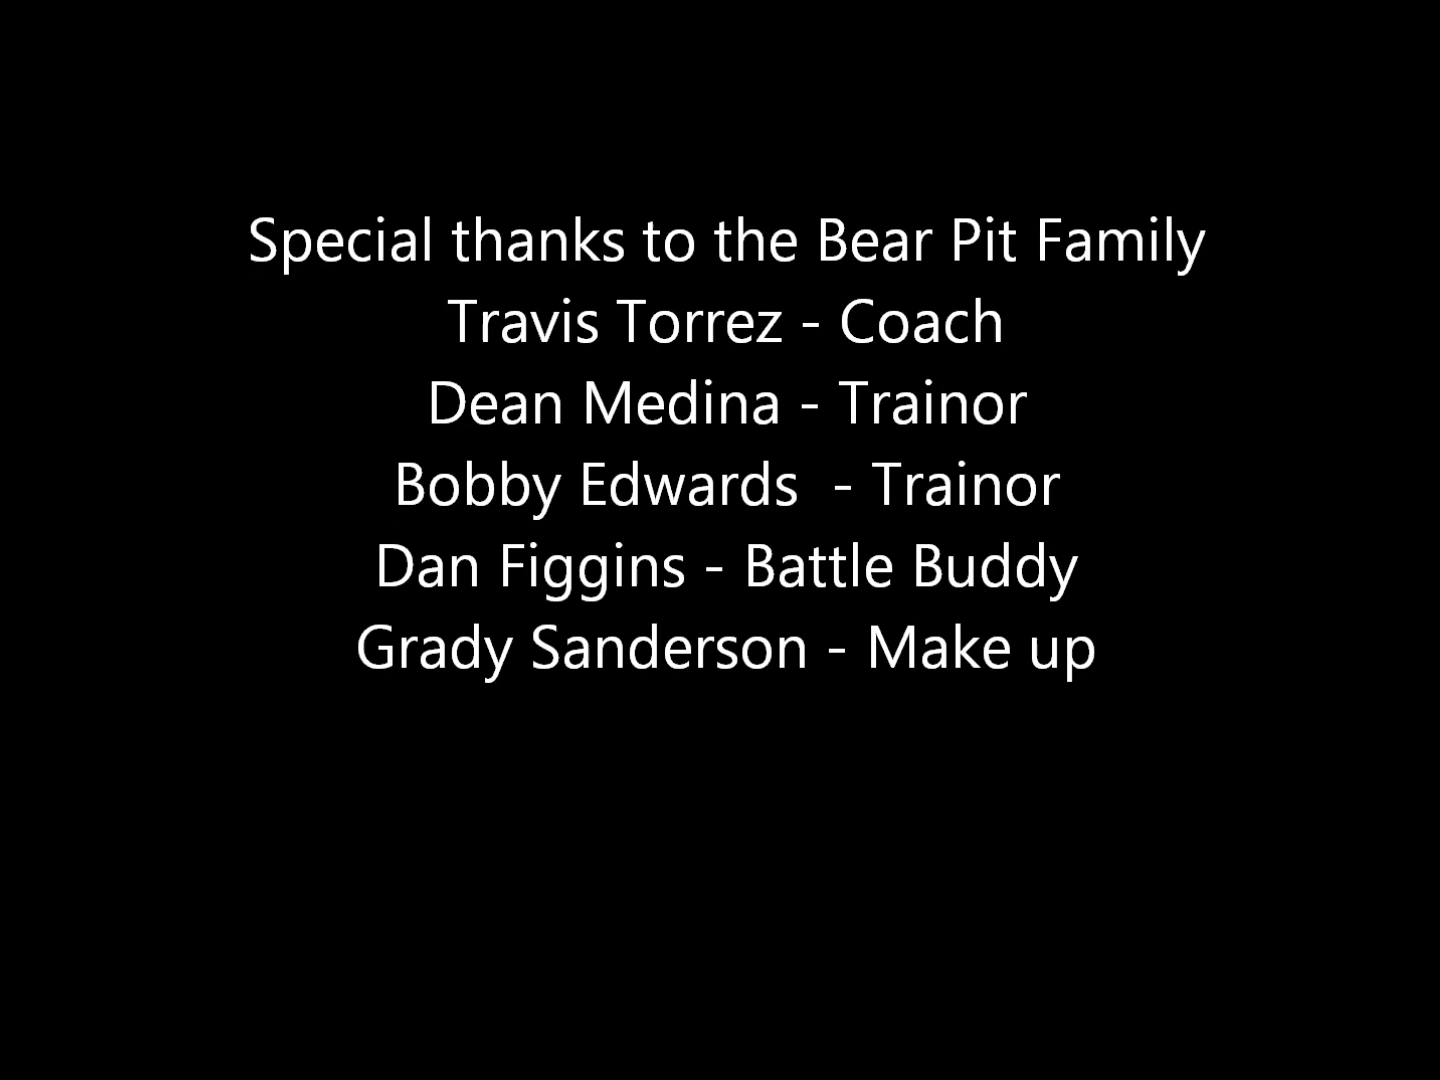 Special thanks to the Bear Pit Family
Travis Torrez - Coach
Dean Medina - Trainor
Bobby Edwards  - Trainor
Dan Figgins - Battle Buddy
Grady Sanderson - Make up